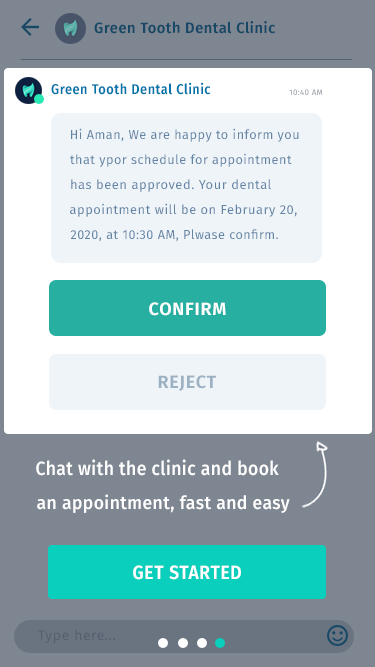 Green Tooth Dental Clinic
Green Tooth Dental Clinic
10:40 AM
Hi Aman, We are happy to inform you
that ypor schedule for appointment
has been approved. Your dental
appointment will be on February 20,
2020, at 10:30 AM, Plwase confirm.
CONFIRM
REJECT
Chat with the clinic and book
an appointment, fast and easy
GET STARTED
Type here...